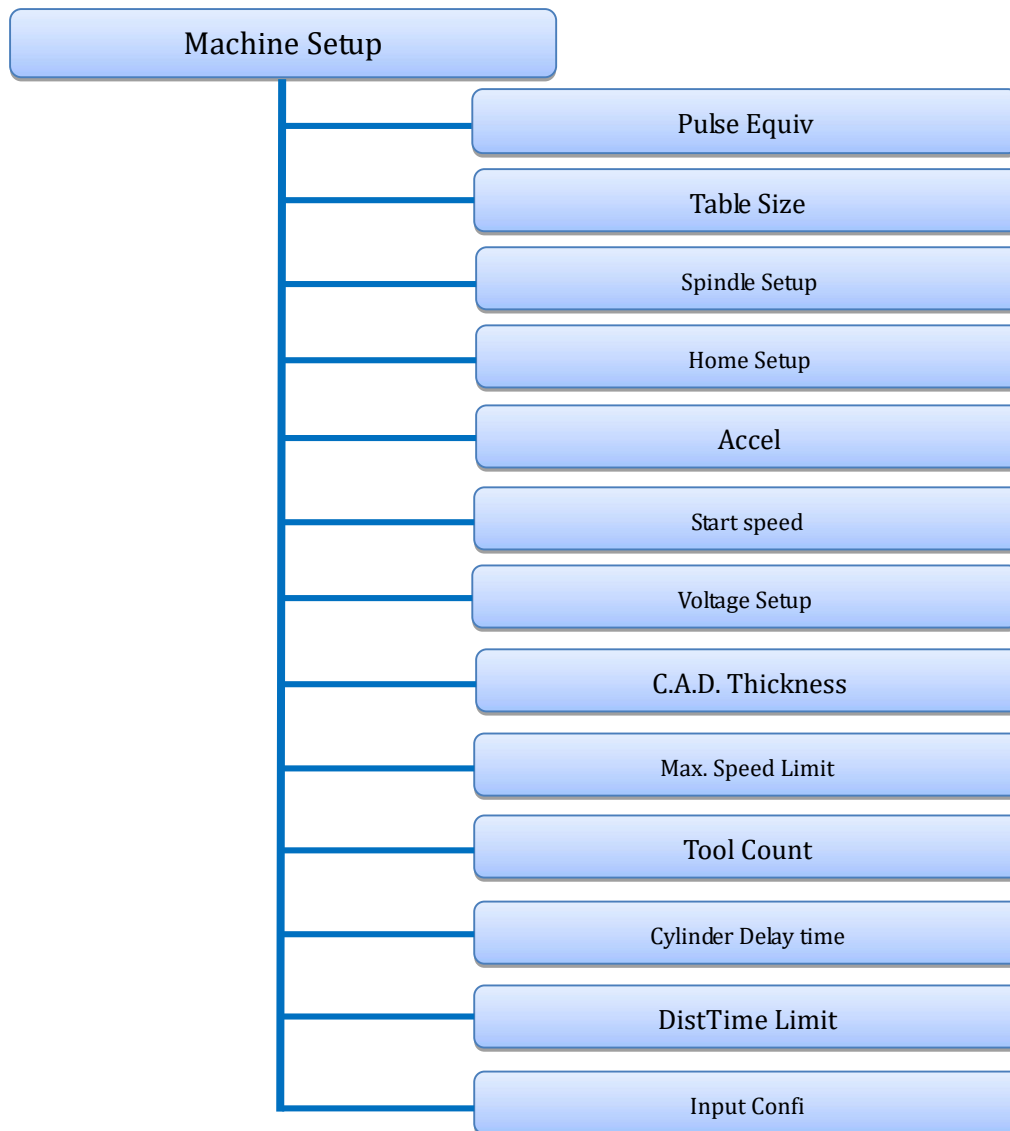 Machine Setup
Pulse Equiv
Table Size
Spindle Setup
Home Setup
Accel
Start speed
Voltage Setup
C.A.D. Thickness
Max. Speed Limit
Tool Count
Cylinder Delay time
DistTime Limit
Input Confi